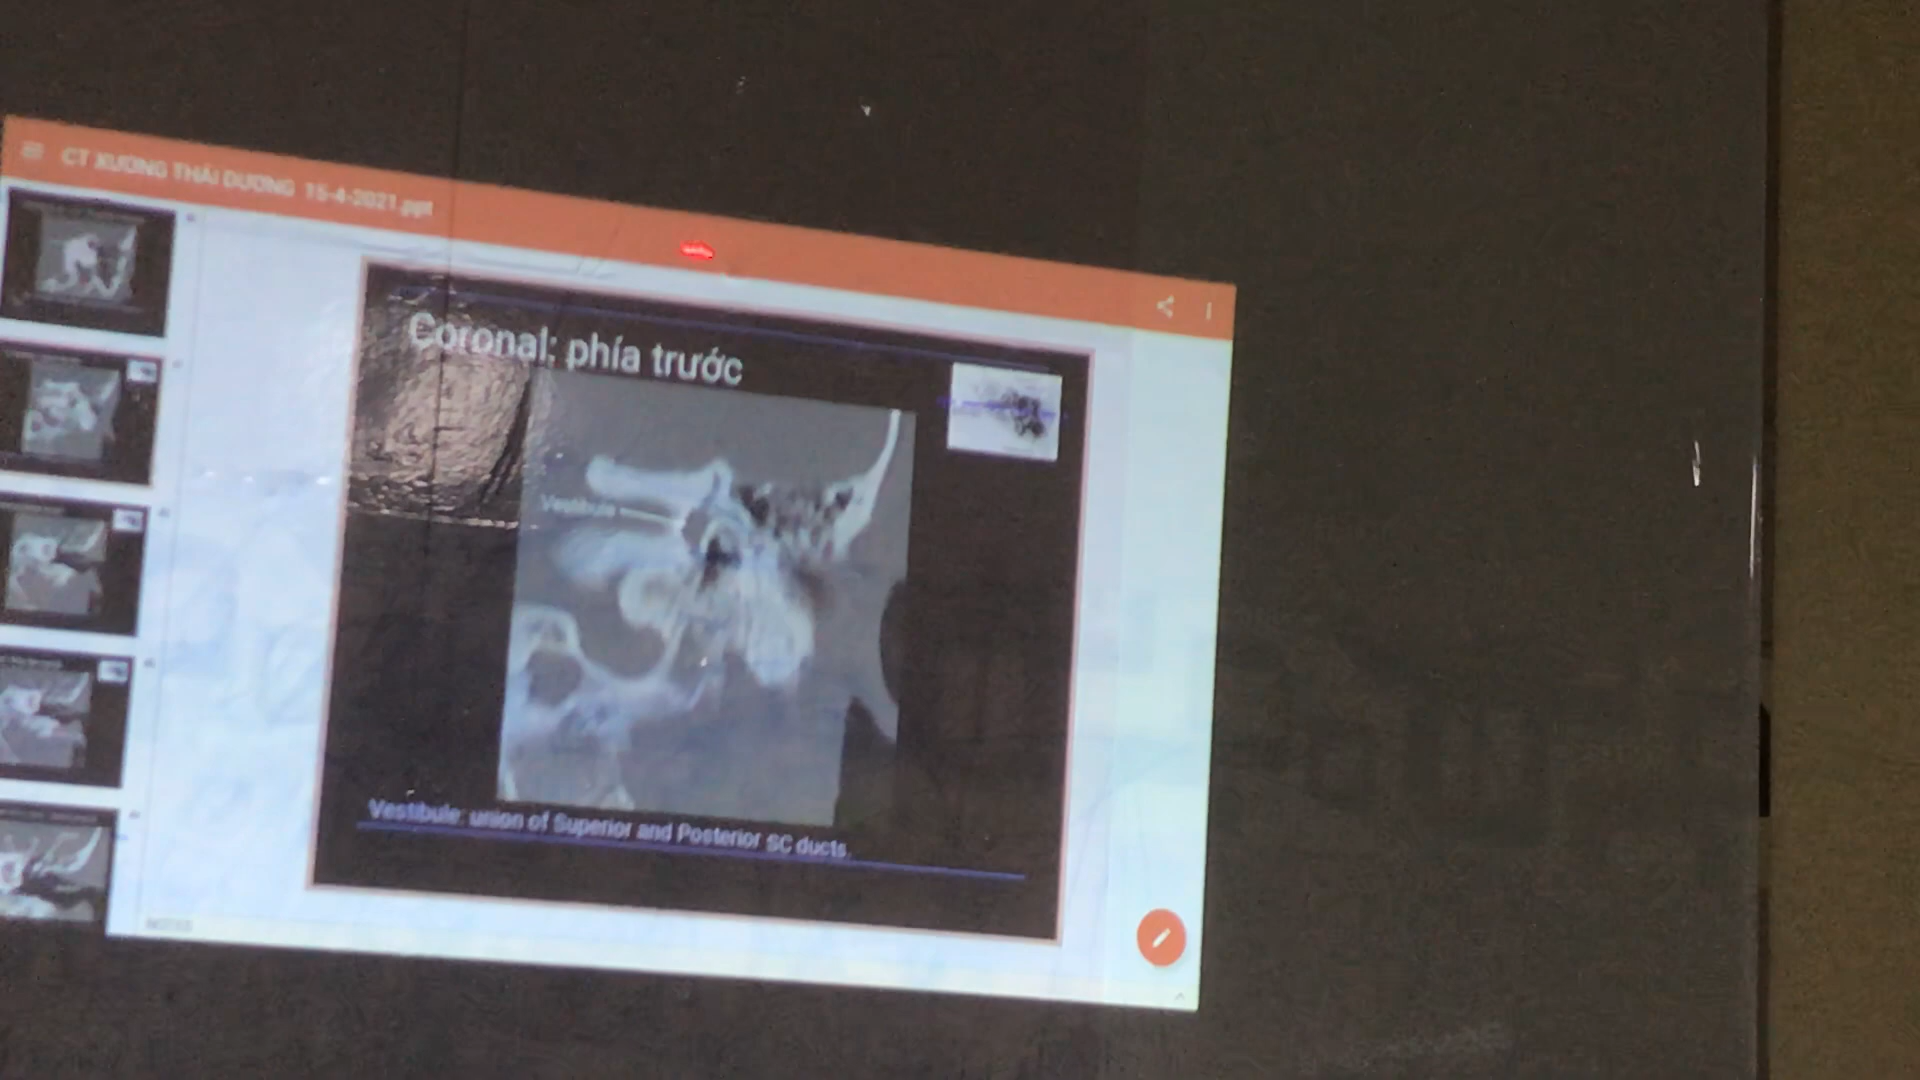 CT XƯƠNG THÁI DƯƠNG 15-4-2021.ppt
Coronal: phía trước
Vestibule
Vestibule: union of Superior and Posterior SC ducts.
NOTES